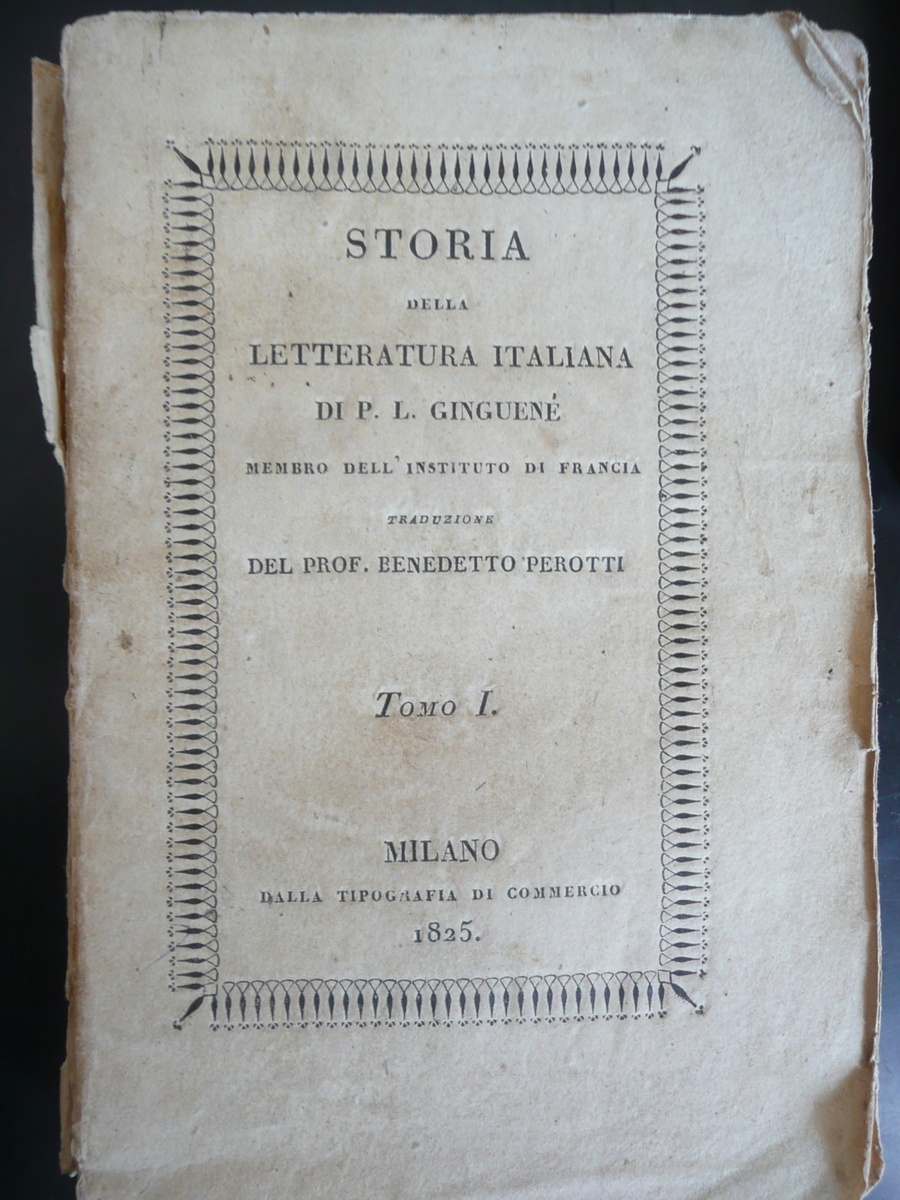 STORIA
DELLA
LETTERATURA ITALIANA
DI P. L. GINGUENÉ
MEMBRO DELL' INSTITUTO DI FRANCIA
TRADUZIONE
DEL PROF. BENEDETTO PEROTTI
TOMO I.
MILANO
DALLA TIPOGRAFIA DI COMMERCIO
1825.